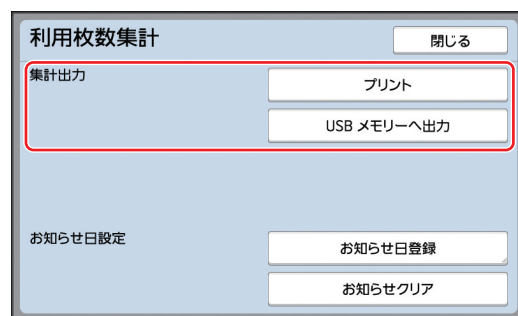 利用枚数集計
閉じる
集計出力
プリント
USB メモリーへ出力
お知らせ日設定
お知らせ日登録
お知らせクリア